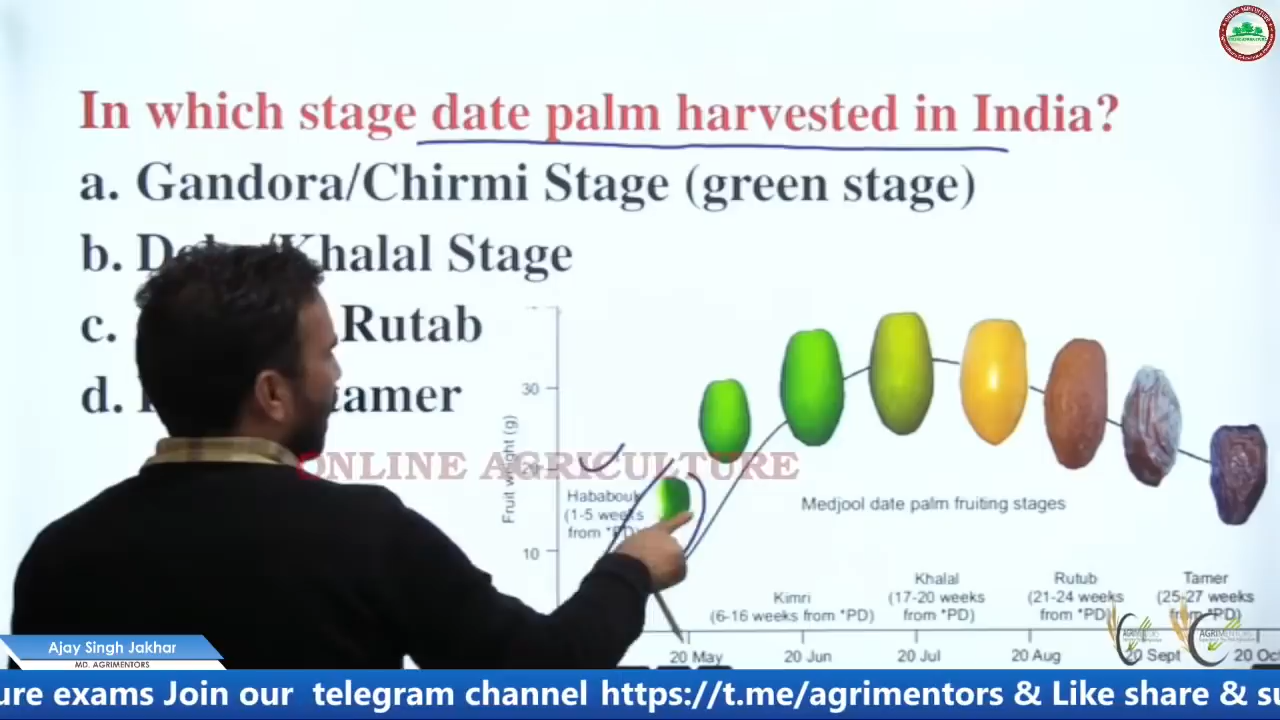 In which stage date palm harvested in India?
a. Gandora/Chirmi Stage (green stage)
b. Khalal Stage
c. Rutab
d.
ONLINE AGRICULTURE
30
20
10
Fruit weight (g)
Hababouk
(1-5 weeks
from *PD)
Medjool date palm fruiting stages
Kimri
(6-16 weeks from *PD)
Khalal
(17-20 weeks
from *PD)
Rutub
(21-24 weeks
from *PD)
Tamer
(25-27 weeks
from *PD)
20 May
20 Jun
20 Jul
20 Aug
20 Sept
20 Oct
AGRIMENTORS
Ajay Singh Jakhar
MD. AGRIMENTORS
ure exams Join our telegram channel https://t.me/agrimentors & Like share & su